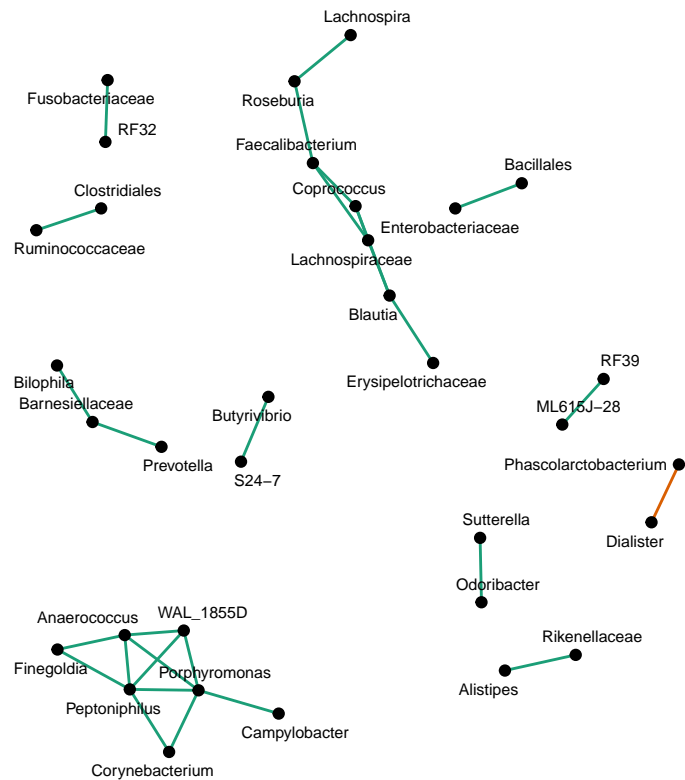 Lachnospira
Fusobacteriaceae
Roseburia
RF32
Faecalibacterium
Bacillales
Clostridiales
Coprococcus
Enterobacteriaceae
Ruminococcaceae
Lachnospiraceae
Blautia
RF39
Bilophila
Erysipelotrichaceae
Barnesiellaceae
Butyrivibrio
ML615J−28
Prevotella
Phascolarctobacterium
S24−7
Sutterella
Dialister
Odoribacter
WAL_1855D
Anaerococcus
Rikenellaceae
Finegoldia
Porphyromonas
Alistipes
Peptoniphilus
Campylobacter
Corynebacterium